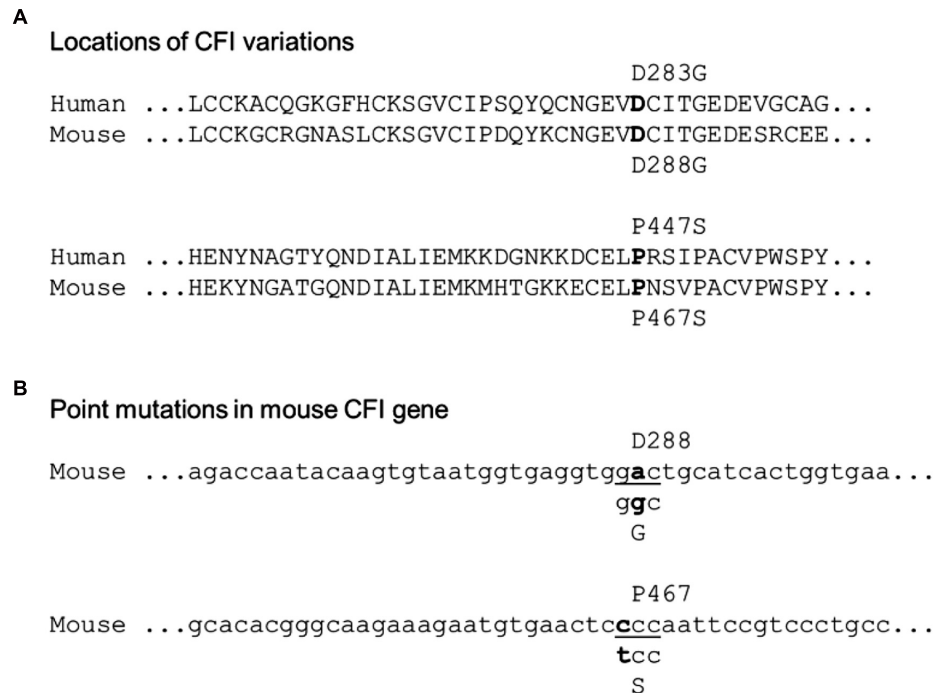 A
Locations of CFI variations
D283G
Human ...LCCKACQGKGFHCKSGVCIPSQYQCNGEVDCITGEDEVGCAG...
Mouse ...LCCKGCRGNASLCKSGVCIPDQYKCNGEVDCITGEDESRCEE...
D288G
P447S
Human ...HENYNAGTYQNDIALIEMKKDGNKKDCELPRSIPACVPWSPY...
Mouse ...HEKYNGATGQNDIALIEMKMHTGKKECELPNSVPACVPWSPY...
P467S
B
Point mutations in mouse CFI gene
D288
Mouse ...agaccaatacaagtgtaatggtgaggtggactgcatcactggtgaa...
ggc
G
P467
Mouse ...gcacacgggcaagaaagaatgtgaactccccaattccgtccctgcc...
tcc
S